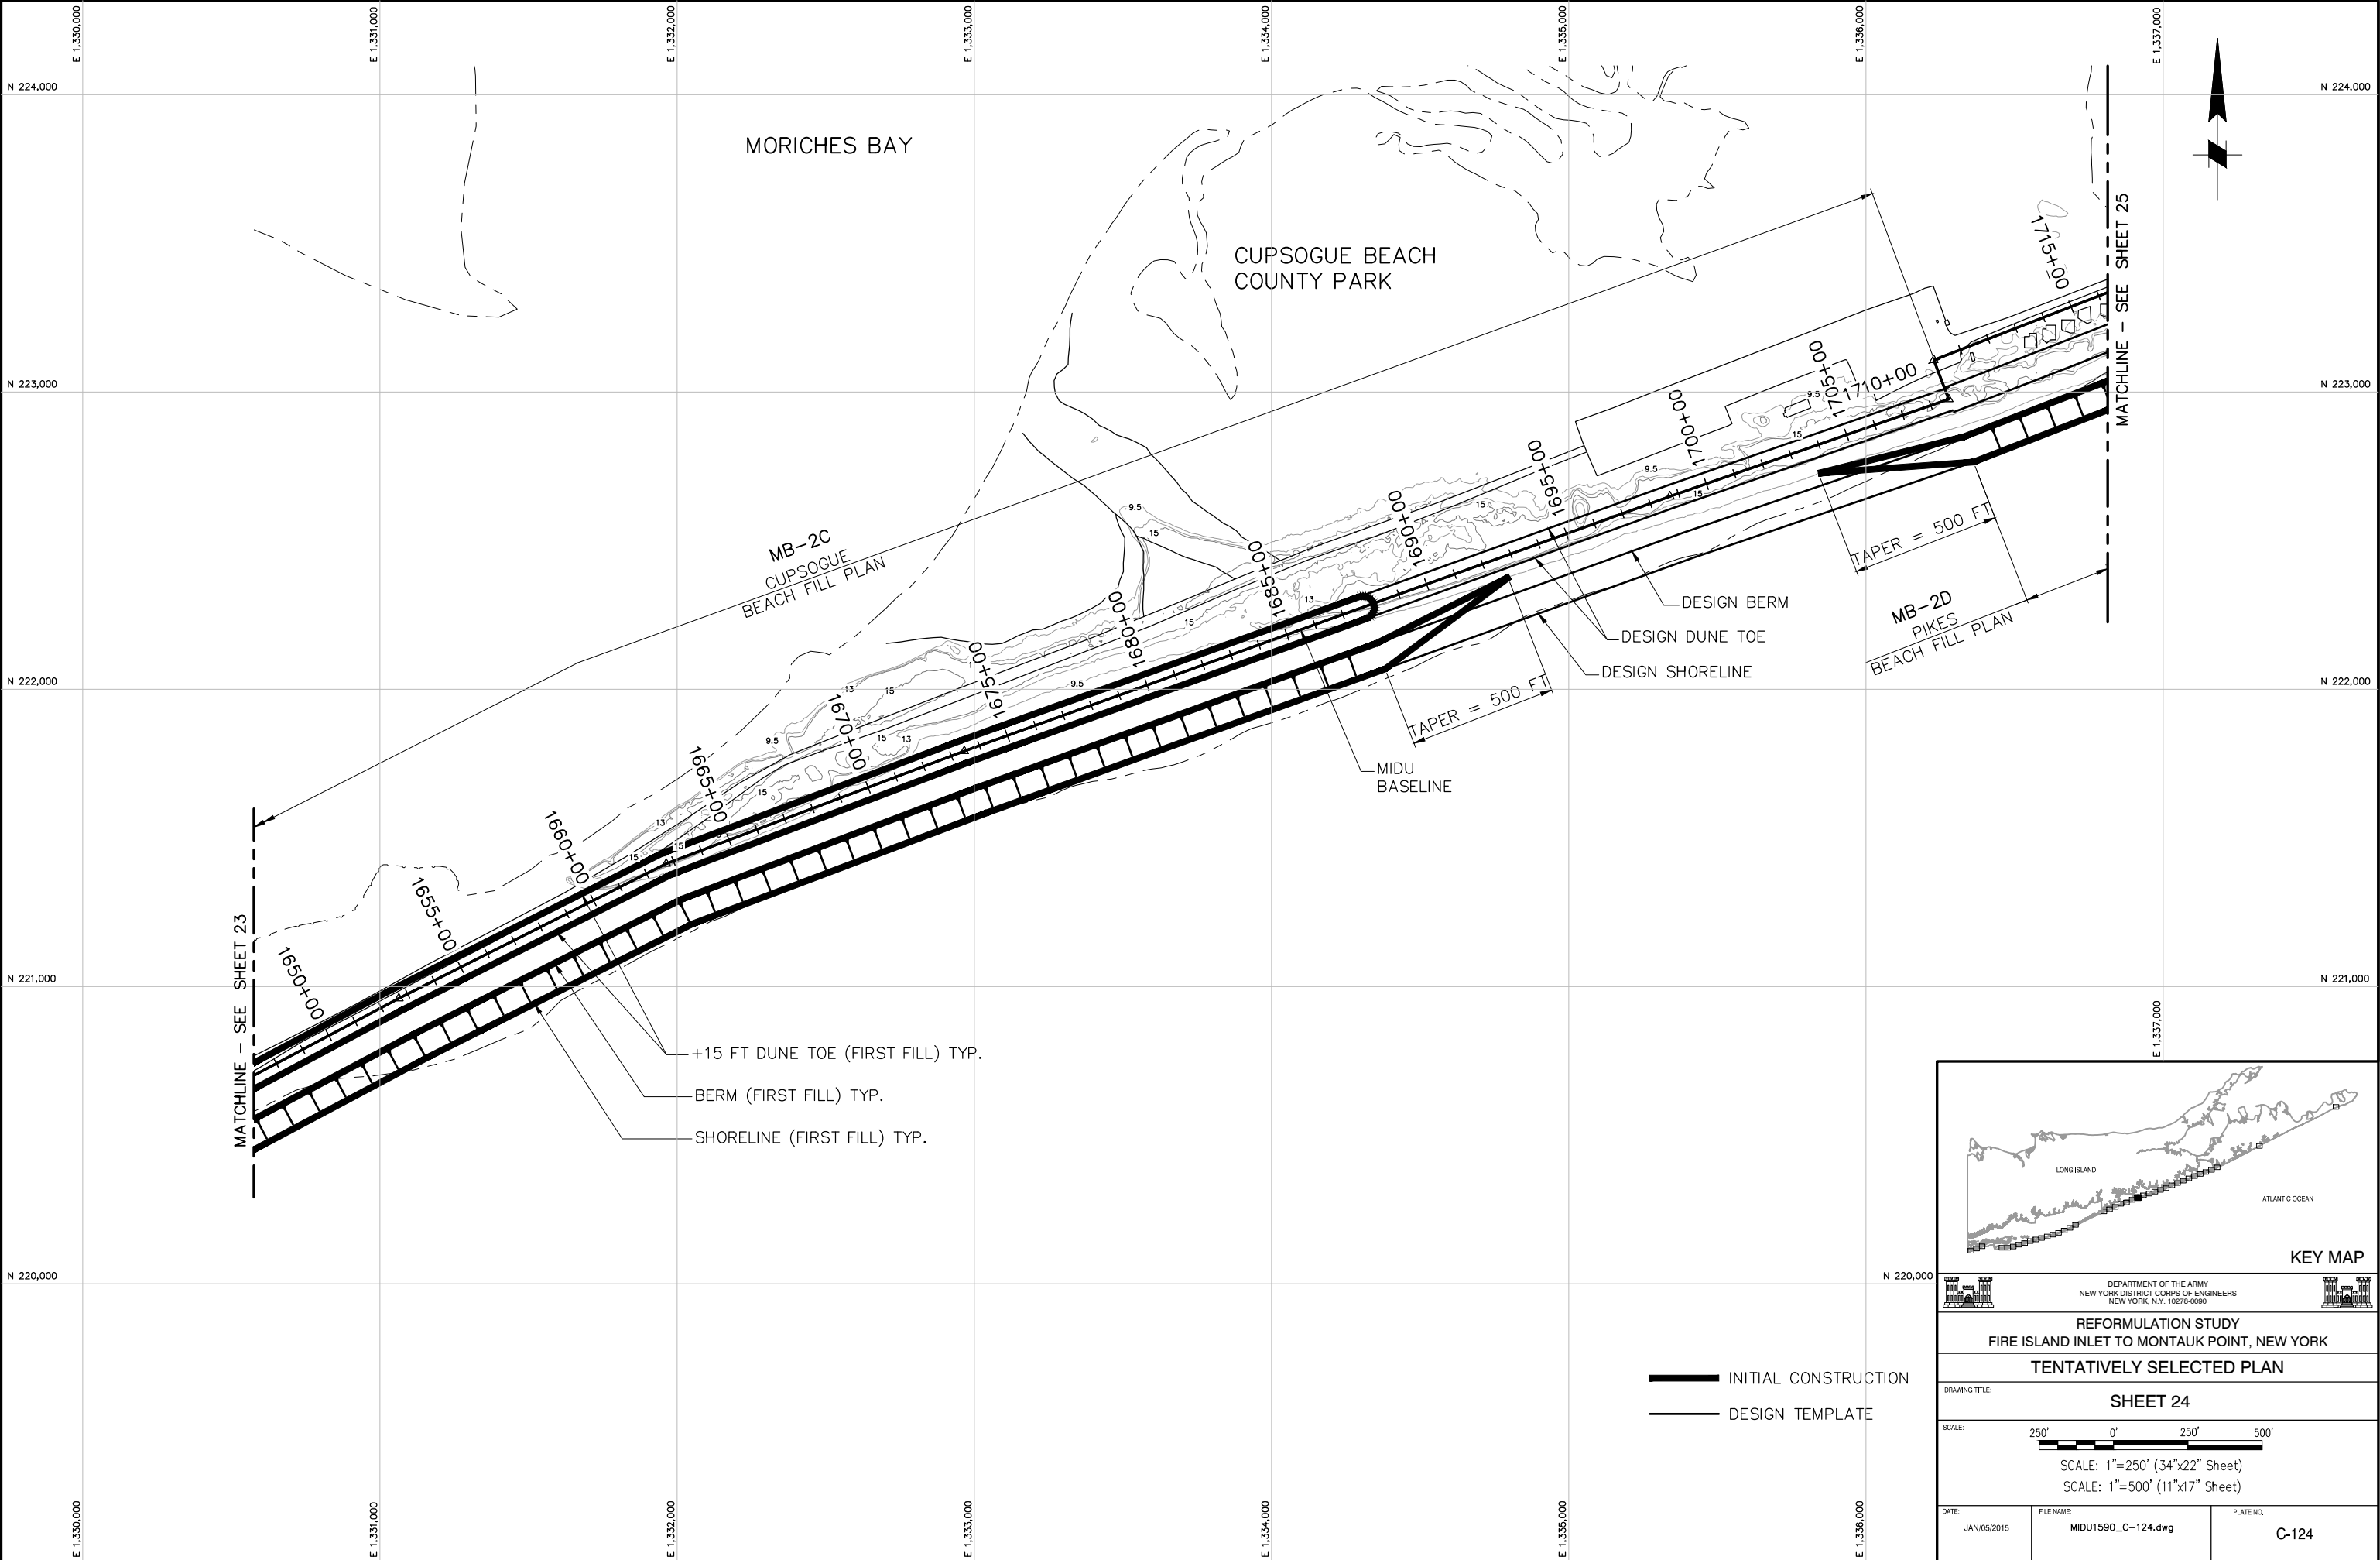 E 1,330,000
E 1,331,000
E 1,332,000
E 1,333,000
E 1,334,000
E 1,335,000
E 1,336,000
E 1,337,000
N 224,000
N 224,000
MORICHES BAY
CUPSOGUE BEACH
COUNTY PARK
1715+00
MATCHLINE - SEE SHEET 25
N 223,000
N 223,000
1710+00
1705+00
1700+00
1695+00
1690+00
1685+00
1680+00
1675+00
1670+00
1665+00
1660+00
1655+00
1650+00
9.5
15
9.5
15
15
9.5
15
13
15
9.5
13
15
9.5
15
13
15
13
15
15
MB-2C
CUPSOGUE
BEACH FILL PLAN
TAPER = 500 FT
MB-2D
PIKES
BEACH FILL PLAN
DESIGN BERM
DESIGN DUNE TOE
DESIGN SHORELINE
TAPER = 500 FT
N 222,000
N 222,000
MIDU
BASELINE
MATCHLINE - SEE SHEET 23
N 221,000
N 221,000
+15 FT DUNE TOE (FIRST FILL) TYP.
BERM (FIRST FILL) TYP.
SHORELINE (FIRST FILL) TYP.
E 1,337,000
LONG ISLAND
ATLANTIC OCEAN
KEY MAP
N 220,000
N 220,000
DEPARTMENT OF THE ARMY
NEW YORK DISTRICT CORPS OF ENGINEERS
NEW YORK, N.Y. 10278-0090
REFORMULATION STUDY
FIRE ISLAND INLET TO MONTAUK POINT, NEW YORK
TENTATIVELY SELECTED PLAN
DRAWING TITLE:
SHEET 24
INITIAL CONSTRUCTION
DESIGN TEMPLATE
SCALE:
250' 0' 250' 500'
SCALE: 1"=250' (34"x22" Sheet)
SCALE: 1"=500' (11"x17" Sheet)
DATE:
JAN/05/2015
FILE NAME:
MIDU1590_C-124.dwg
PLATE NO.
C-124
E 1,330,000
E 1,331,000
E 1,332,000
E 1,333,000
E 1,334,000
E 1,335,000
E 1,336,000